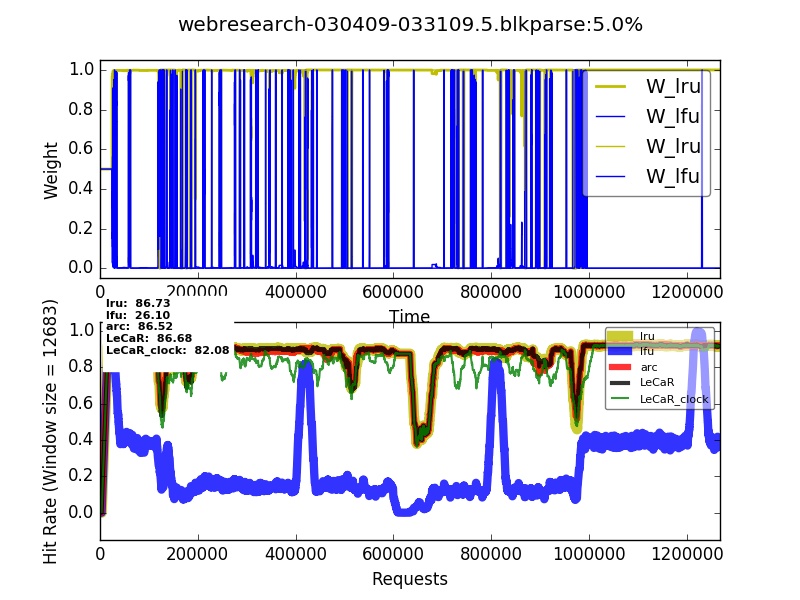 webresearch-030409-033109.5.blkparse:5.0%
Weight
1.0
0.8
0.6
0.4
0.2
0.0
W_lru
W_lfu
W_lru
W_lfu
0 200000 400000 600000 800000 1000000 1200000
Time
Hit Rate (Window size = 12683)
1.0
0.8
0.6
0.4
0.2
0.0
lru: 86.73
lfu: 26.10
arc: 86.52
LeCaR: 86.68
LeCaR_clock: 82.08
lru
lfu
arc
LeCaR
LeCaR_clock
0 200000 400000 600000 800000 1000000 1200000
Requests